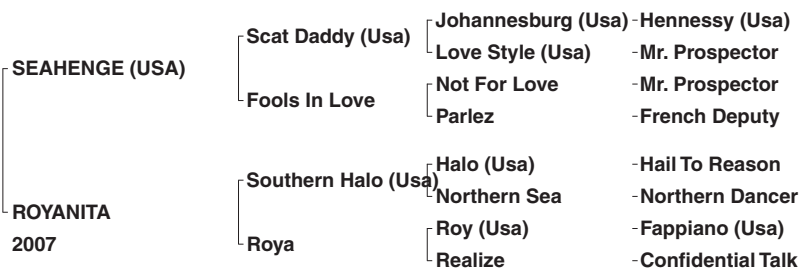 Johannesburg (Usa) - Hennessy (Usa)
Scat Daddy (Usa)
Love Style (Usa) - Mr. Prospector
SEAHENGE (USA)
Not For Love - Mr. Prospector
Fools In Love
Parlez - French Deputy
Halo (Usa) - Hail To Reason
Southern Halo (Usa)
Northern Sea - Northern Dancer
ROYANITA
Roy (Usa) - Fappiano (Usa)
2007
Roya
Realize - Confidential Talk